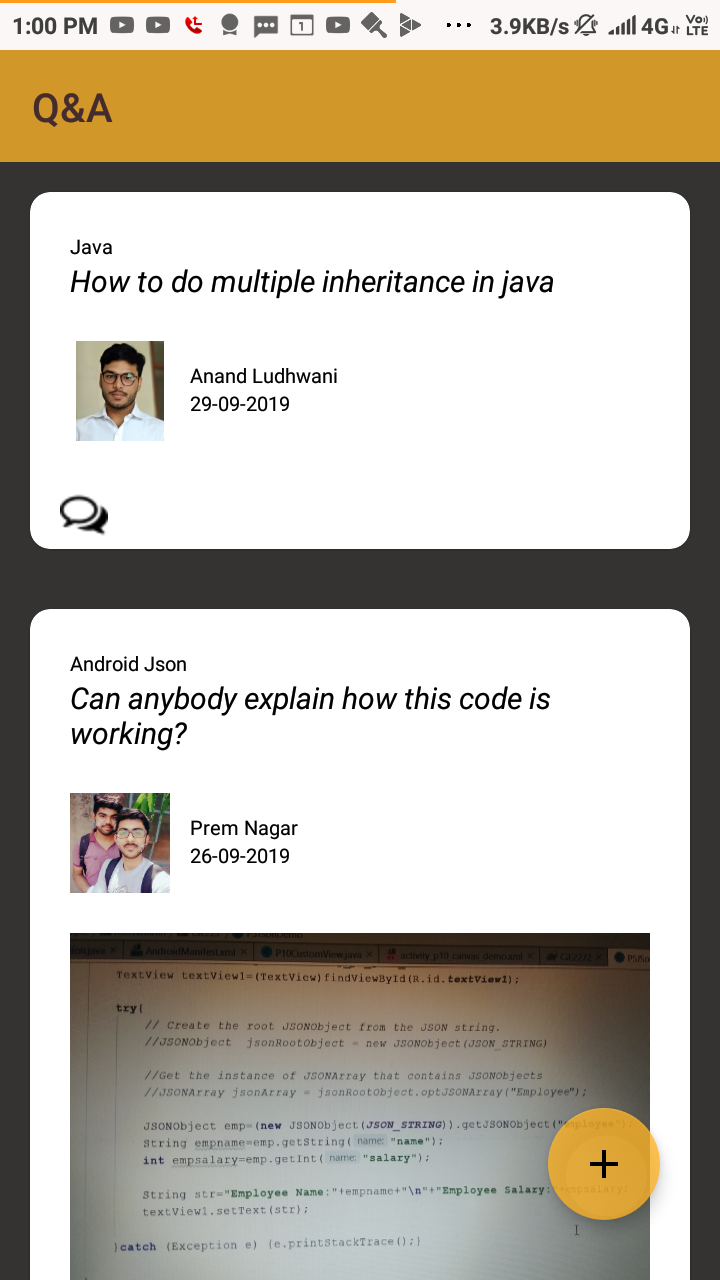 1:00 PM 1 ... 3.9KB/s 4G Vo) LTE
Q&A
Java
How to do multiple inheritance in java
Anand Ludhwani
29-09-2019
Android Json
Can anybody explain how this code is
working?
Prem Nagar
26-09-2019
AndroidManifest.xml × P10CustomView.java × activity_p10_canvas_demo.xml ×
TextView textView1=(TextView)findViewById(R.id.textView1);
try{
// Create the root JSONObject from the JSON string.
//JSONObject jsonRootObject = new JSONObject(JSON_STRING)
//Get the instance of JSONArray that contains JSONObjects
//JSONArray jsonArray = jsonRootObject.optJSONArray("Employee");
JSONObject emp=(new JSONObject(JSON_STRING)).getJSONObject("employee");
String empname=emp.getString( name: "name");
int empsalary=emp.getInt( name: "salary");
String str="Employee Name:"+empname+"\n"+"Employee Salary:"+empsalary;
textView1.setText(str);
}catch (Exception e) {e.printStackTrace();}